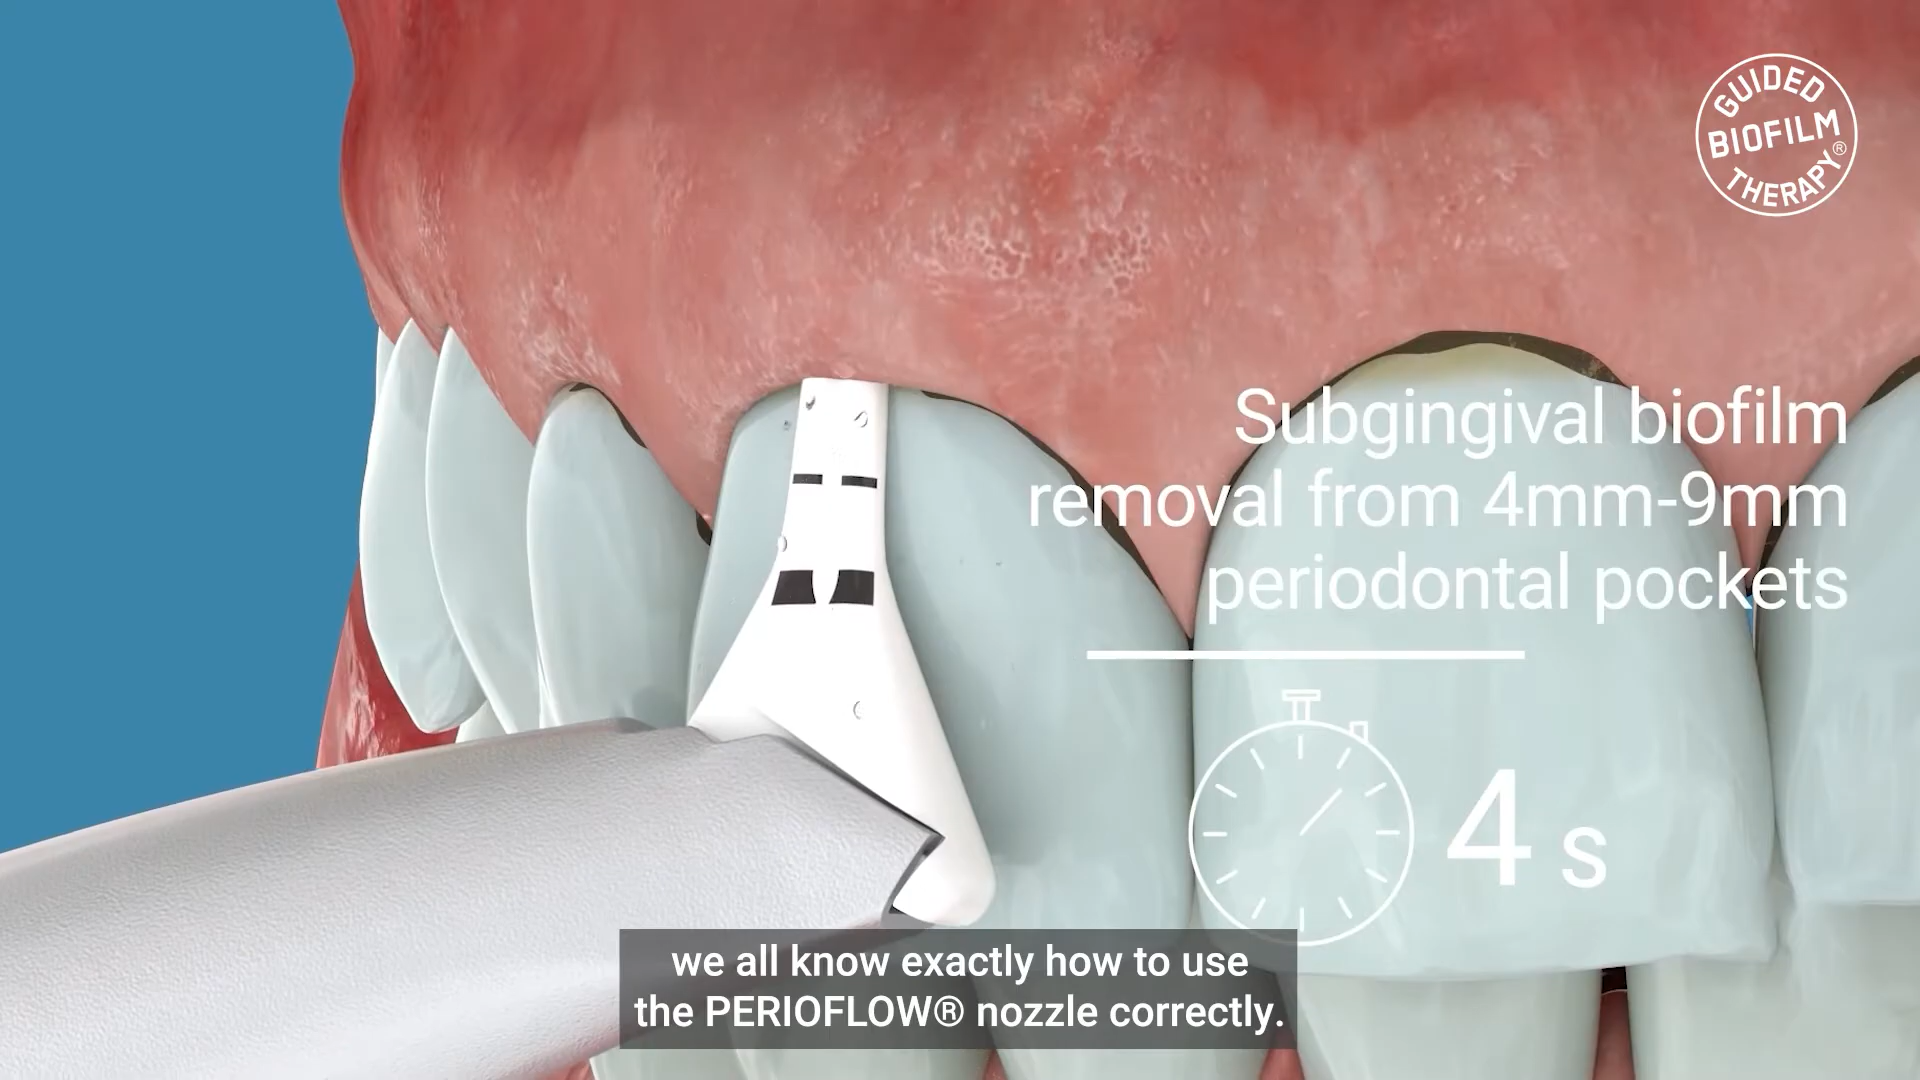 GUIDED
BIOFILM
THERAPY®
Subgingival biofilm
removal from 4mm-9mm
periodontal pockets
4 s
we all know exactly how to use
the PERIOFLOW® nozzle correctly.